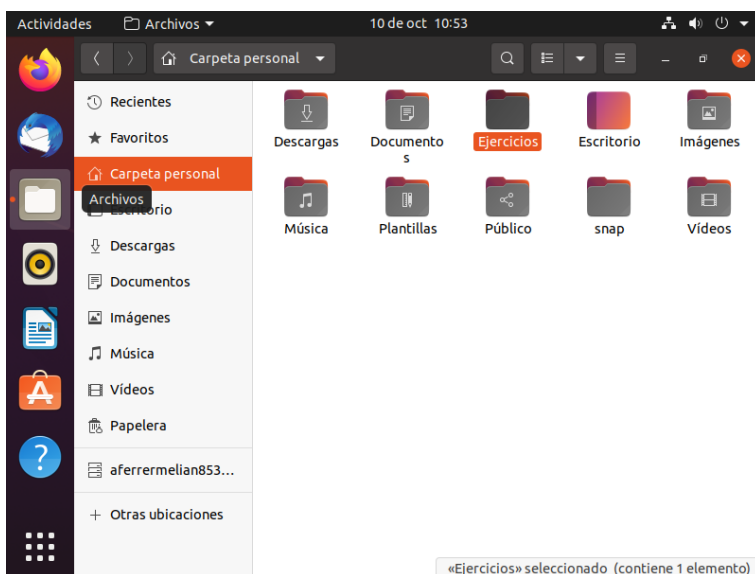 Actividades Archivos 10 de oct 10:53
Carpeta personal
Recientes
Favoritos
Carpeta personal
Archivos
Escritorio
Descargas
Documentos
Imágenes
Música
Vídeos
Papelera
aferrermelian853...
Otras ubicaciones
Descargas Documento Ejercicios Escritorio Imágenes
s
Música Plantillas Público snap Vídeos
«Ejercicios» seleccionado (contiene 1 elemento)